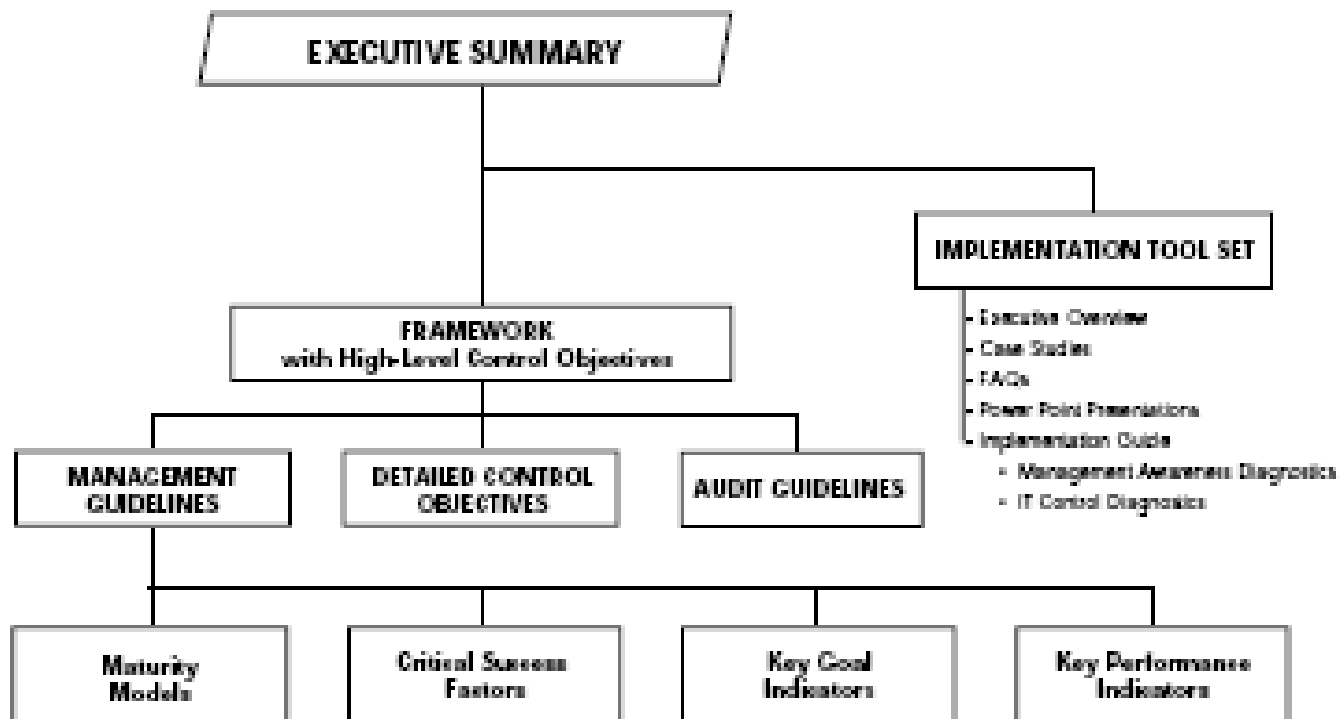 EXECUTIVE SUMMARY
IMPLEMENTATION TOOL SET
- Executive Overview
- Case Studies
- FAQs
- Power Point Presentations
- Implementation Guide
• Management Awareness Diagnostics
• IT Control Diagnostics
FRAMEWORK
with High-Level Control Objectives
MANAGEMENT
GUIDELINES
DETAILED CONTROL
OBJECTIVES
AUDIT GUIDELINES
Maturity
Models
Critical Success
Factors
Key Goal
Indicators
Key Performance
Indicators